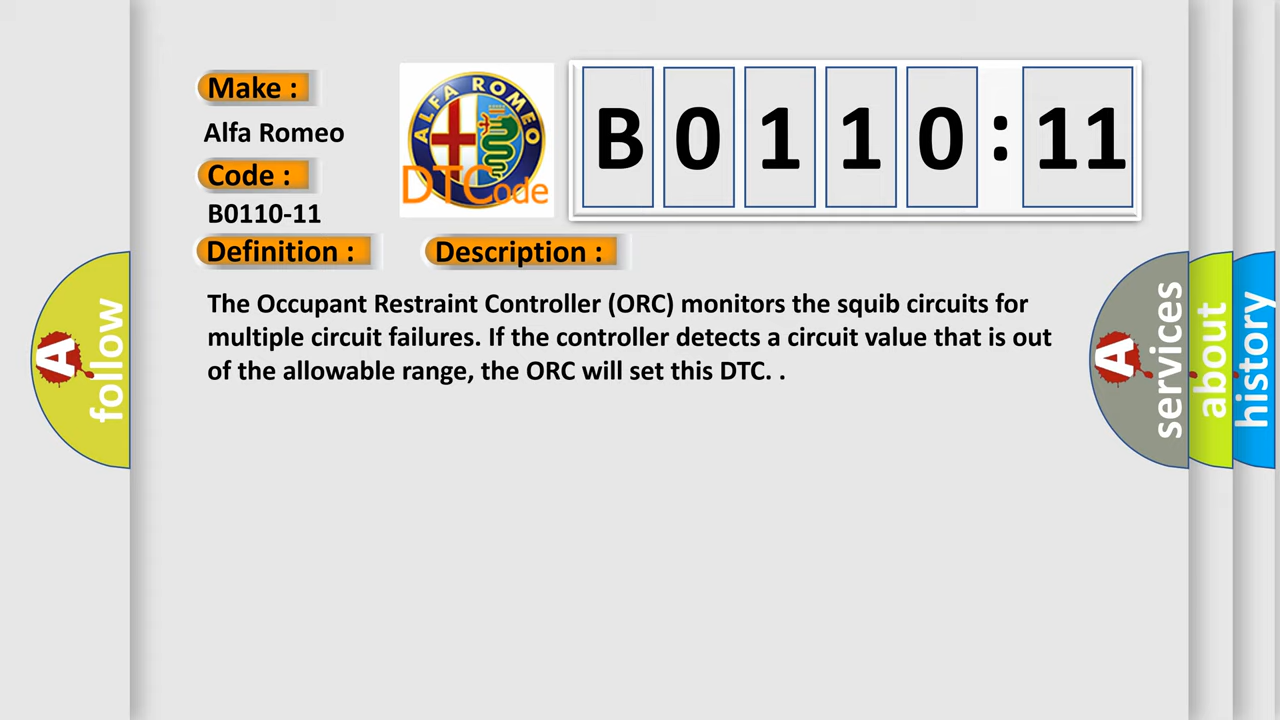 Make :
Alfa Romeo
Code :
B0110-11
ALFA ROMEO
DTCode
B0110:11
Definition :
Description :
The Occupant Restraint Controller (ORC) monitors the squib circuits for
multiple circuit failures. If the controller detects a circuit value that is out
of the allowable range, the ORC will set this DTC. .
A
follow
A
services
about
history